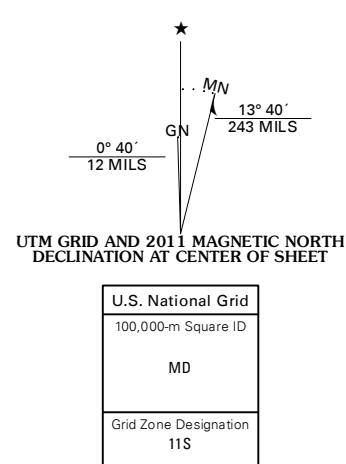 ★
MN
GN
13° 40´
243 MILS
0° 40´
12 MILS
UTM GRID AND 2011 MAGNETIC NORTH
DECLINATION AT CENTER OF SHEET
U.S. National Grid
100,000-m Square ID
MD
Grid Zone Designation
11S